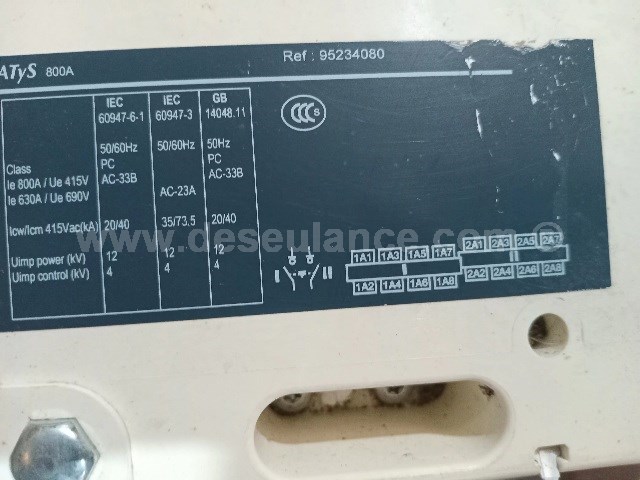 ATyS 800A
Ref : 95234080
IEC 60947-6-1 IEC 60947-3 GB 14048.11
50/60Hz 50/60Hz 50Hz
Class PC PC
Ie 800A / Ue 415V AC-33B AC-33B
Ie 630A / Ue 690V AC-23A
Icw/Icm 415Vac(kA) 20/40 35/73.5 20/40
Uimp power (kV) 12 12 12
Uimp control (kV) 4 4 4
CCC S
www.deseulance.com ©
II I
1A1 1A3 1A5 1A7 2A1 2A3 2A5 2A7
1A2 1A4 1A6 1A8 2A2 2A4 2A6 2A8